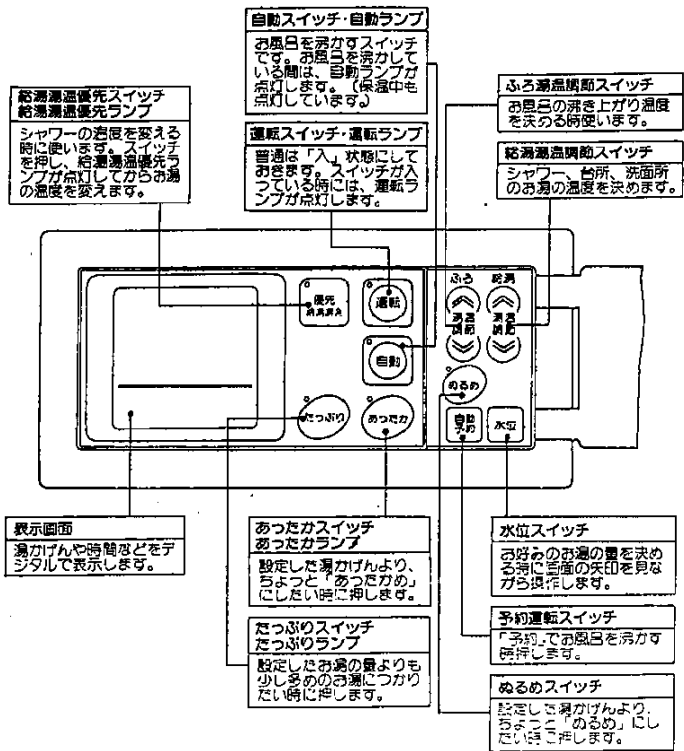 自動スイッチ・自動ランプ
お風呂を沸かすスイッチ
です。お風呂を沸かして
いる間は、自動ランプが
点灯します。(保温中も
点灯しています。)
給湯湯温優先スイッチ
給湯湯温優先ランプ
シャワーの温度を変える
時に使います。スイッチ
を押し、給湯湯温優先ラ
ンプが点灯してからお湯
の温度を変えます。
運転スイッチ・運転ランプ
普通は「入」状態にして
おきます。スイッチが入
っている時には、運転ラ
ンプが点灯します。
ふろ湯温調節スイッチ
お風呂の沸き上がり温度
を決める時使います。
給湯湯温調節スイッチ
シャワー、台所、洗面所
のお湯の温度を決めます。
優先
給湯湯温
運転
自動
たっぷり
あったか
ふろ
給湯
湯温
調節
湯温
調節
ぬるめ
自動
予約
水位
表示画面
湯かげんや時間などをデ
ジタルで表示します。
あったかスイッチ
あったかランプ
設定した湯かげんより、
ちょっと「あったかめ」
にしたい時に押します。
たっぷりスイッチ
たっぷりランプ
設定したお湯の量よりも
少し多めのお湯につかり
たい時に押します。
水位スイッチ
お好みのお湯の量を決め
る時に画面の矢印を見な
がら操作します。
予約運転スイッチ
「予約」でお風呂を沸かす
時押します。
ぬるめスイッチ
設定した湯かげんより、
ちょっと「ぬるめ」にし
たい時に押します。